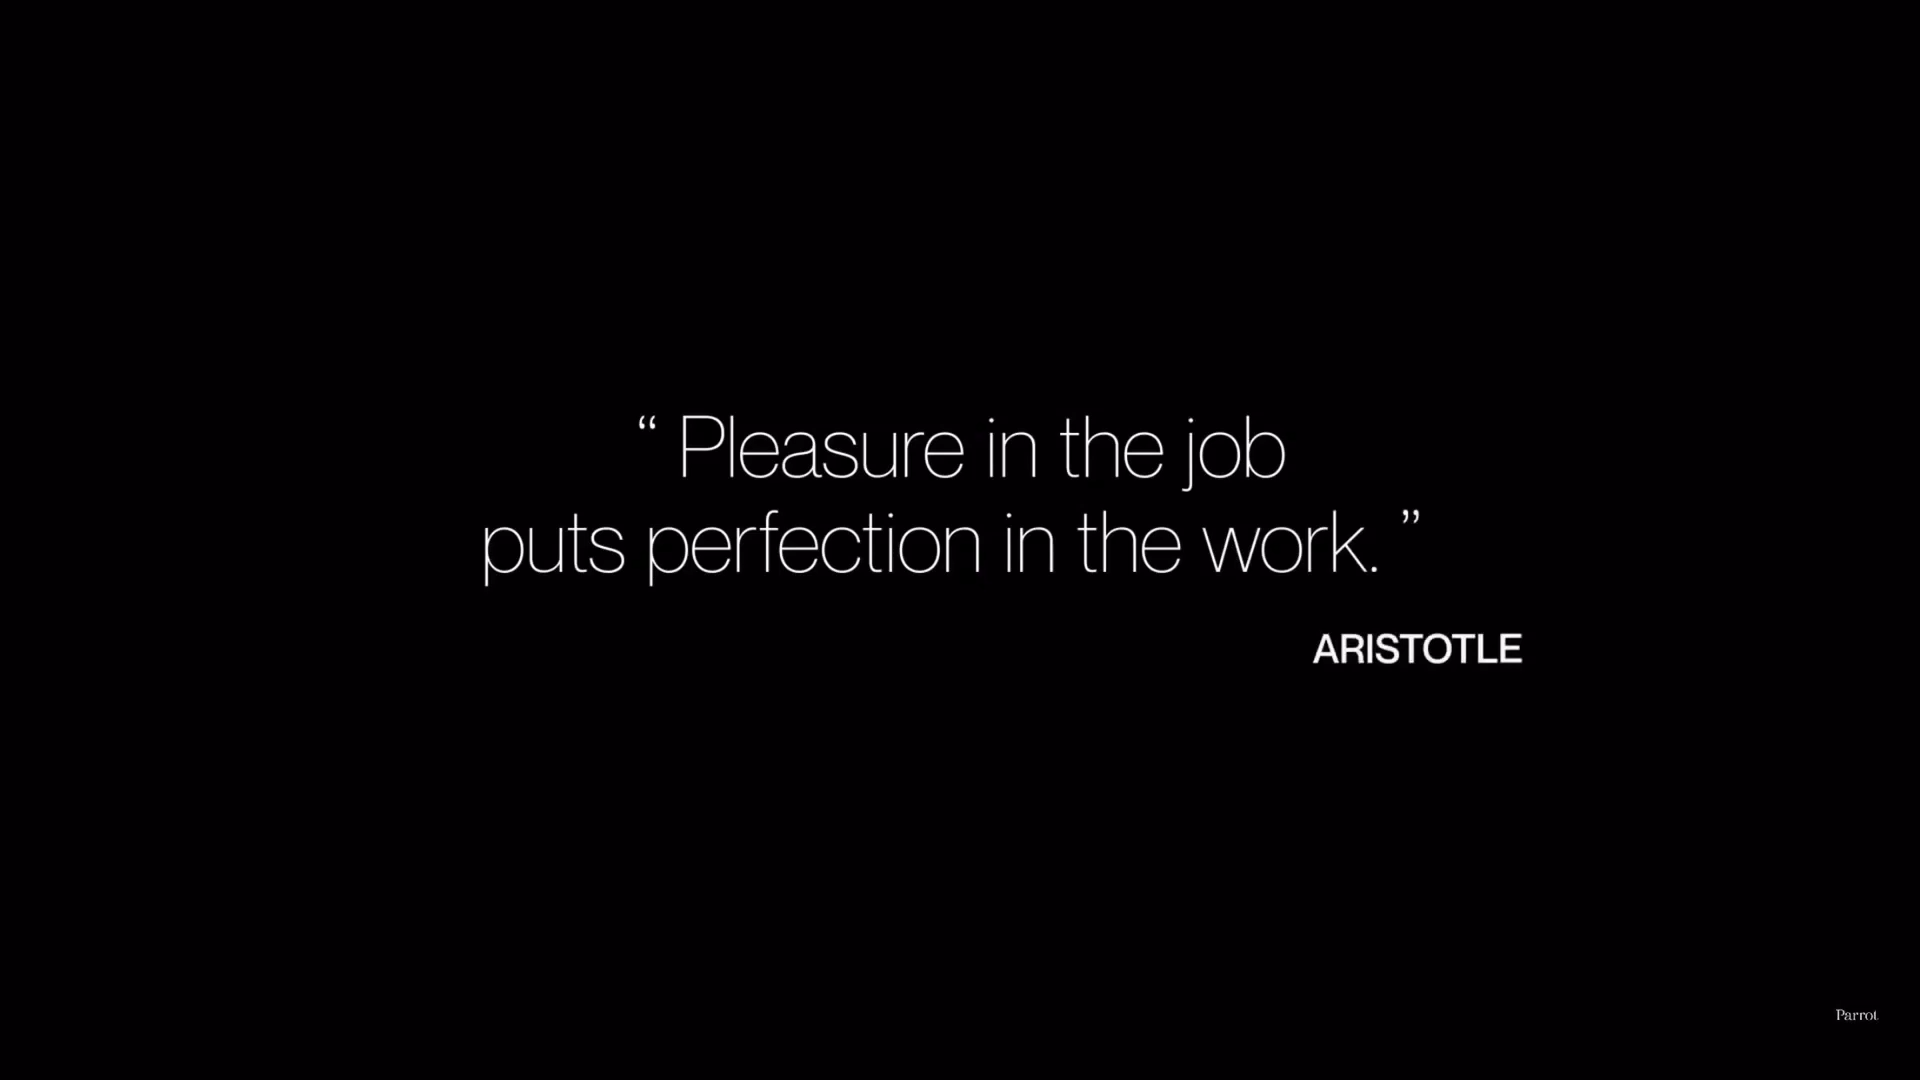 “ Pleasure in the job
puts perfection in the work. ”
ARISTOTLE
Parrot